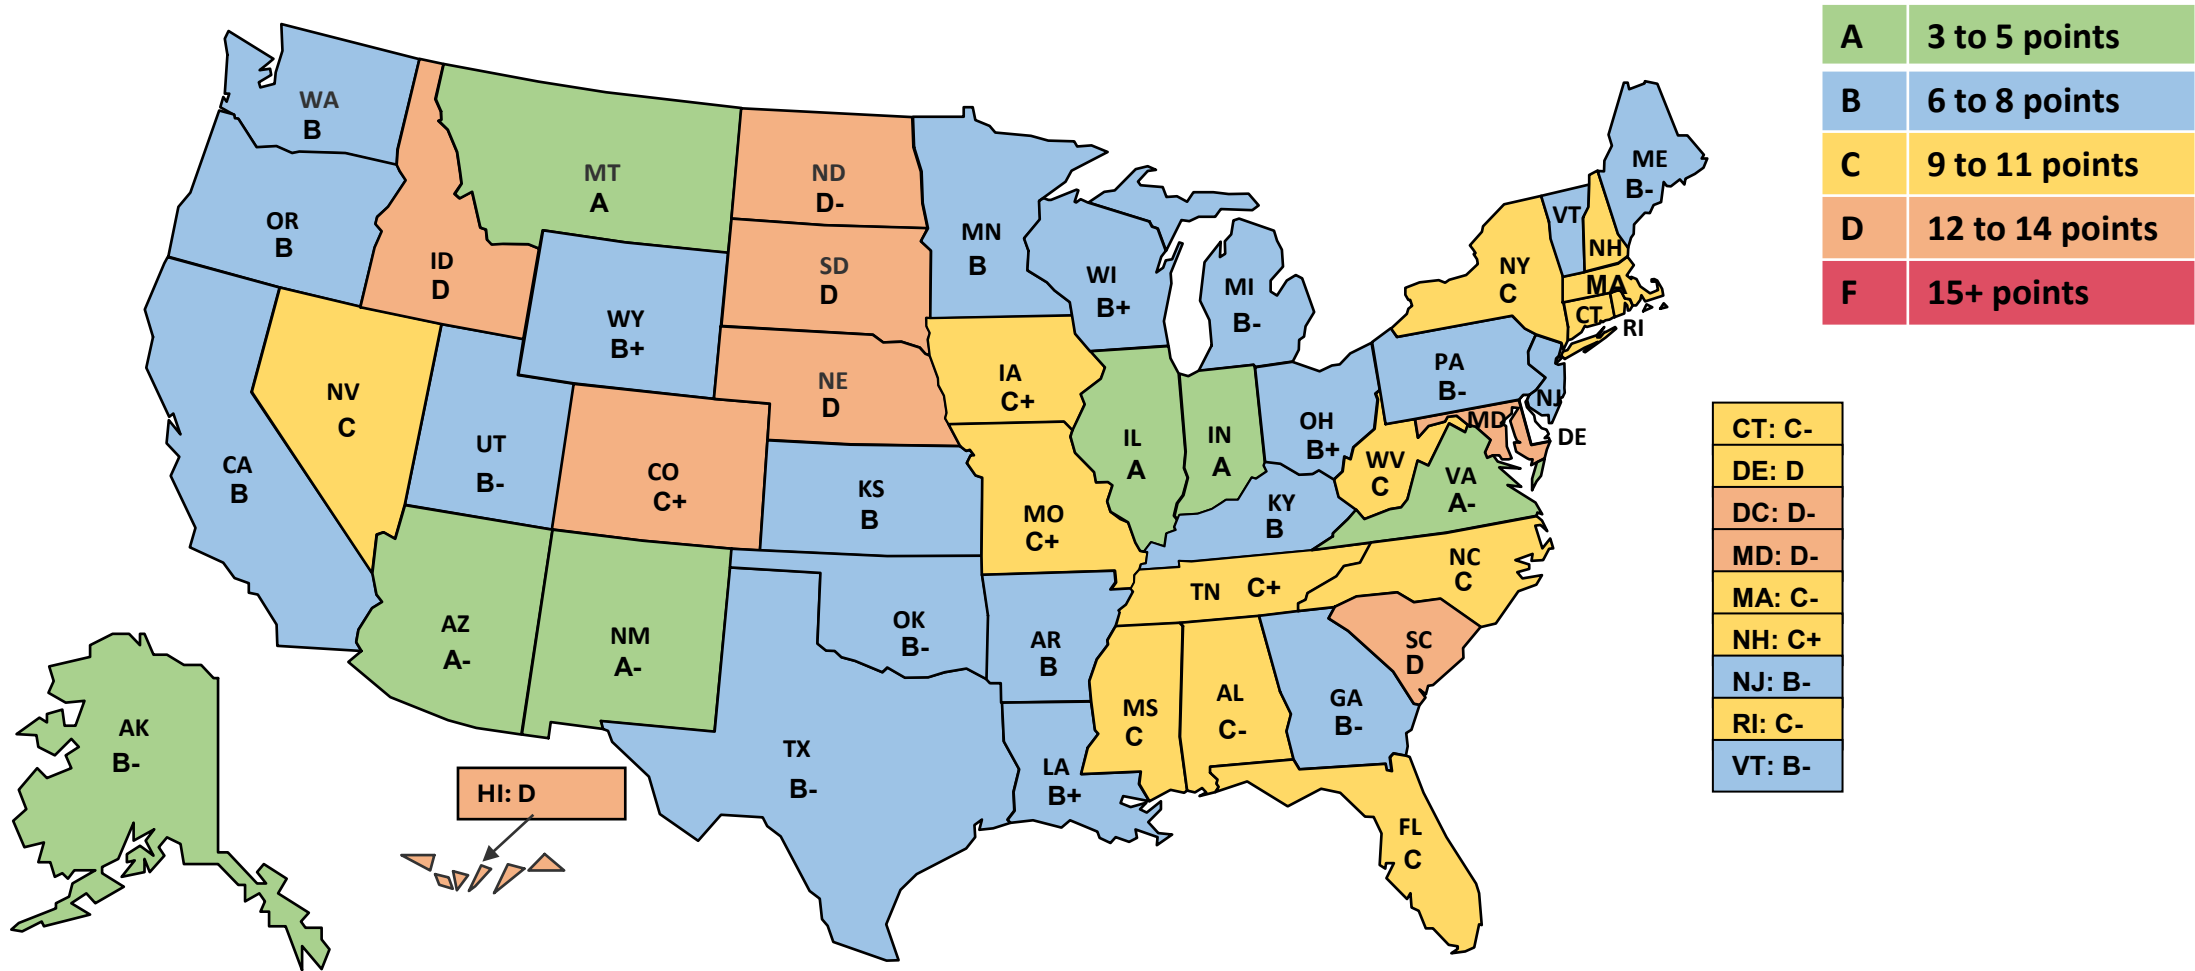 A 3 to 5 points
B 6 to 8 points
C 9 to 11 points
D 12 to 14 points
F 15+ points
WA
B
OR
B
CA
B
ID
D
NV
C
MT
A
WY
B+
UT
B-
CO
C+
AZ
A-
NM
A-
ND
D-
SD
D
NE
D
KS
B
OK
B-
TX
B-
MN
B
IA
C+
MO
C+
AR
B
LA
B+
WI
B+
IL
A
MI
B-
IN
A
OH
B+
KY
B
TN C+
MS
C
AL
C-
GA
B-
FL
C
SC
D
NC
C
VA
A-
WV
C
PA
B-
NY
C
VT
NH
ME
B-
MA
CT
RI
NJ
MD
DE
AK
B-
HI: D
CT: C-
DE: D
DC: D-
MD: D-
MA: C-
NH: C+
NJ: B-
RI: C-
VT: B-